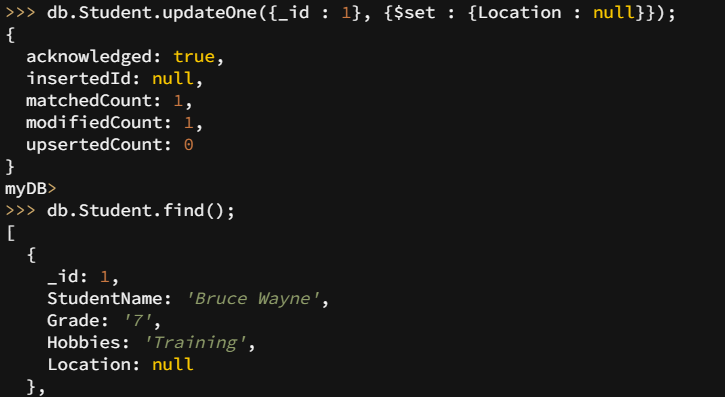 >>> db.Student.updateOne({_id : 1}, {$set : {Location : null}});
{
  acknowledged: true,
  insertedId: null,
  matchedCount: 1,
  modifiedCount: 1,
  upsertedCount: 0
}
myDB>
>>> db.Student.find();
[
  {
    _id: 1,
    StudentName: 'Bruce Wayne',
    Grade: '7',
    Hobbies: 'Training',
    Location: null
  },